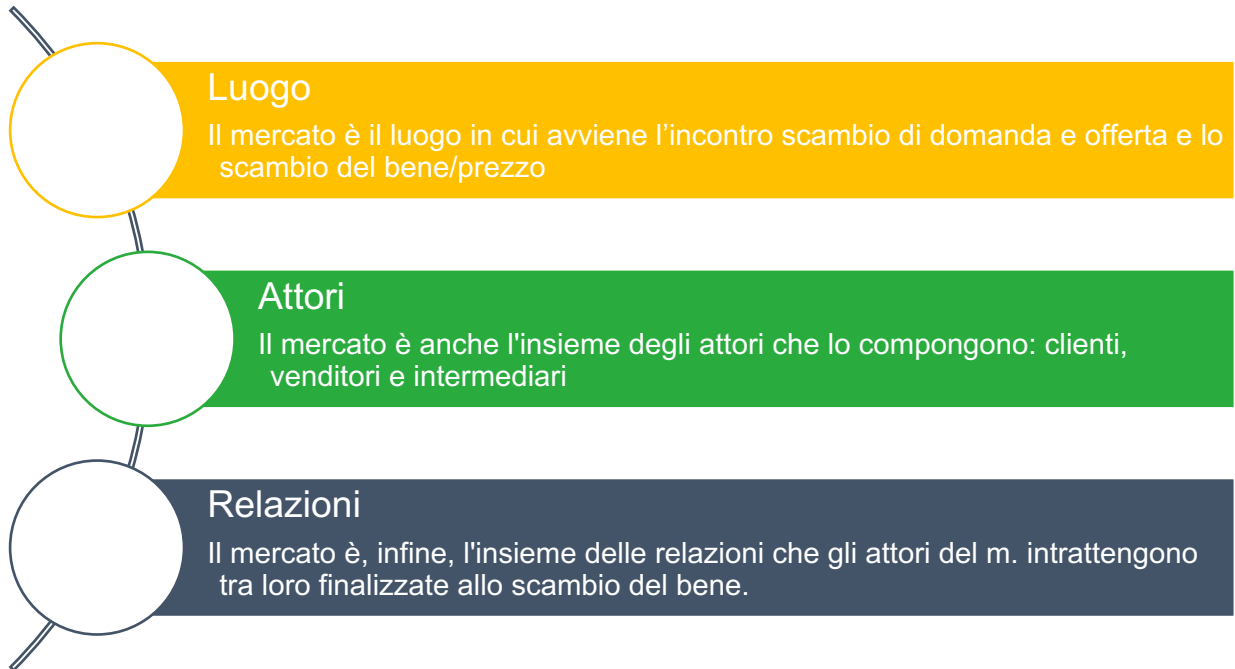 Luogo
Il mercato è il luogo in cui avviene l’incontro scambio di domanda e offerta e lo
scambio del bene/prezzo
Attori
Il mercato è anche l'insieme degli attori che lo compongono: clienti,
venditori e intermediari
Relazioni
Il mercato è, infine, l'insieme delle relazioni che gli attori del m. intrattengono
tra loro finalizzate allo scambio del bene.